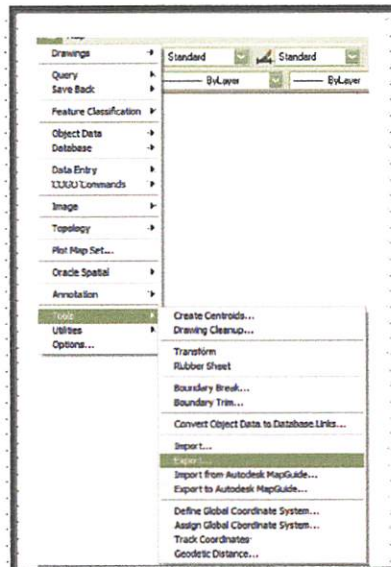 Drawings
Standard Standard
Query
Save Back
ByLayer ByLayer
Feature Classification
Object Data
Database
Data Entry
COGO Commands
Image
Topology
Plot Map Set...
Oracle Spatial
Annotation
Tools
Utilities
Options...
Create Centroids...
Drawing Cleanup...
Transform
Rubber Sheet
Boundary Break...
Boundary Trim...
Convert Object Data to Database Links...
Import...
Export...
Import from Autodesk MapGuide...
Export to Autodesk MapGuide...
Define Global Coordinate System...
Assign Global Coordinate System...
Track Coordinates
Geodetic Distance...